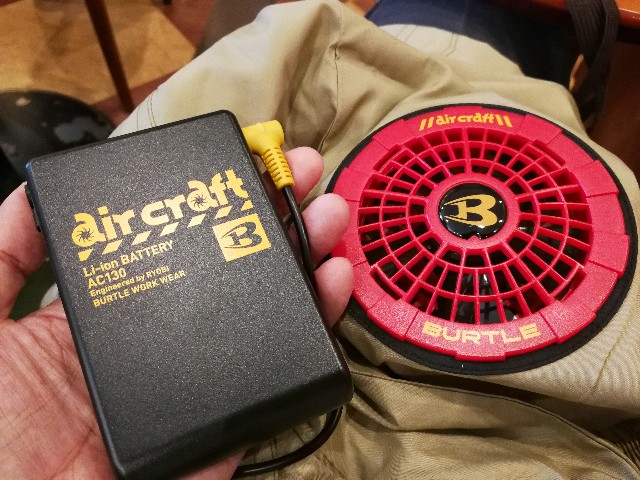 air craft
Li-ion BATTERY
AC130
Engineered by RYOBI
BURTLE WORK WEAR
B
air craft
B
BURTLE